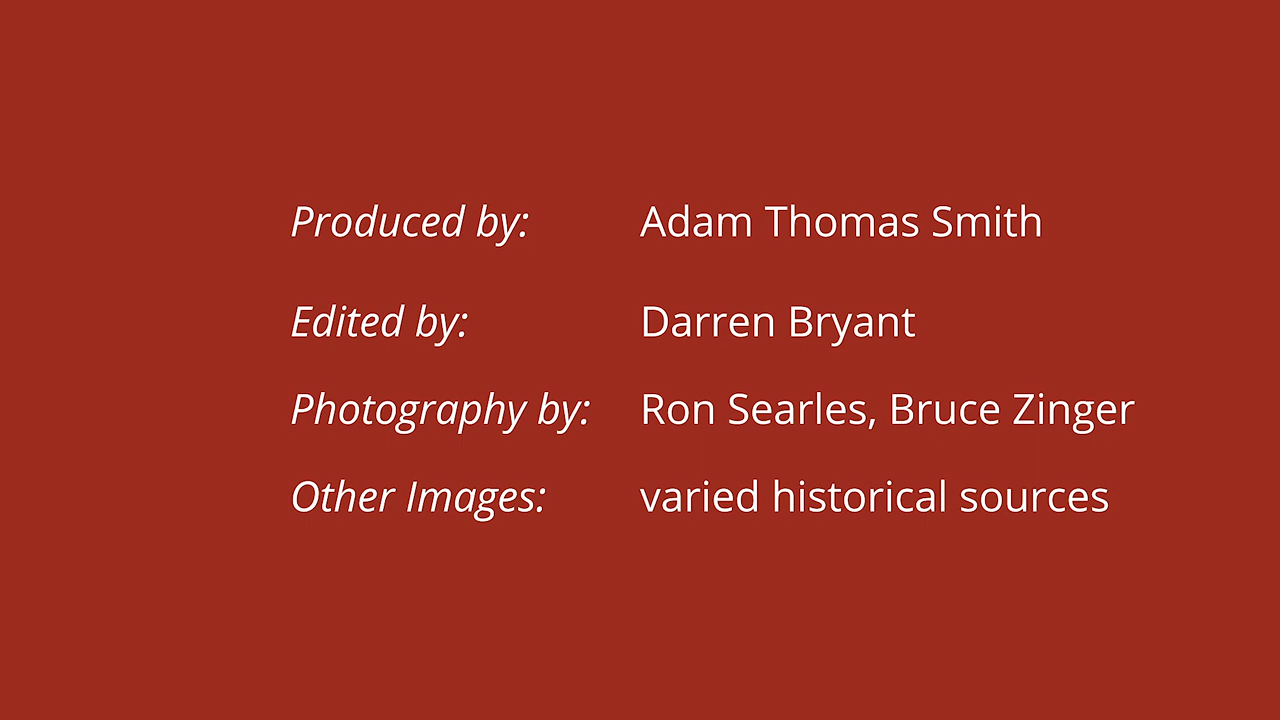 Produced by: Adam Thomas Smith
Edited by: Darren Bryant
Photography by: Ron Searles, Bruce Zinger
Other Images: varied historical sources